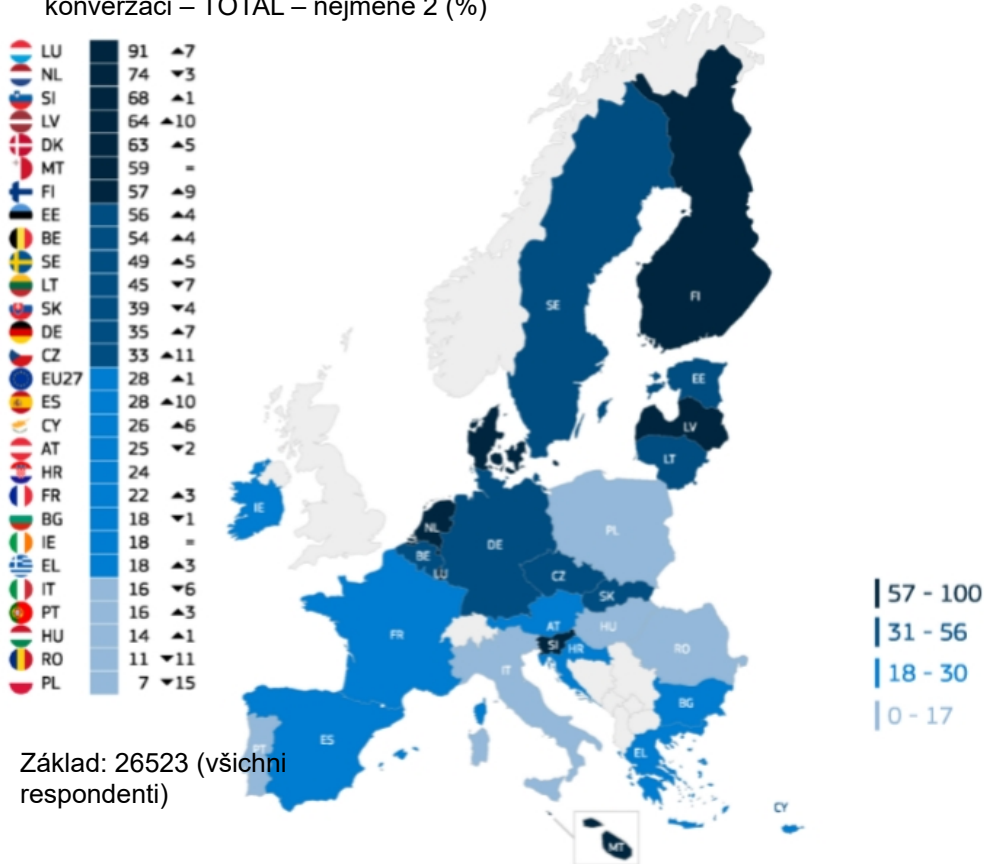 konverzaci – TOTAL – nejméně 2 (%)
LU 91 ▲7
NL 74 ▼3
SI 68 ▲1
LV 64 ▲10
DK 63 ▲5
MT 59 =
FI 57 ▲9
EE 56 ▲4
BE 54 ▲4
SE 49 ▲5
LT 45 ▼7
SK 39 ▼4
DE 35 ▲7
CZ 33 ▲11
EU27 28 ▲1
ES 28 ▲10
CY 26 ▲6
AT 25 ▼2
HR 24
FR 22 ▲3
BG 18 ▼1
IE 18 =
EL 18 ▲3
IT 16 ▼6
PT 16 ▲3
HU 14 ▲1
RO 11 ▼11
PL 7 ▼15
FI
SE
EE
LV
LT
IE
NL
PL
DE
BE
LU
CZ
SK
AT
HU
FR
SI
HR
RO
IT
BG
ES
PT
EL
CY
MT
57 - 100
31 - 56
18 - 30
0 - 17
Základ: 26523 (všichni
respondenti)